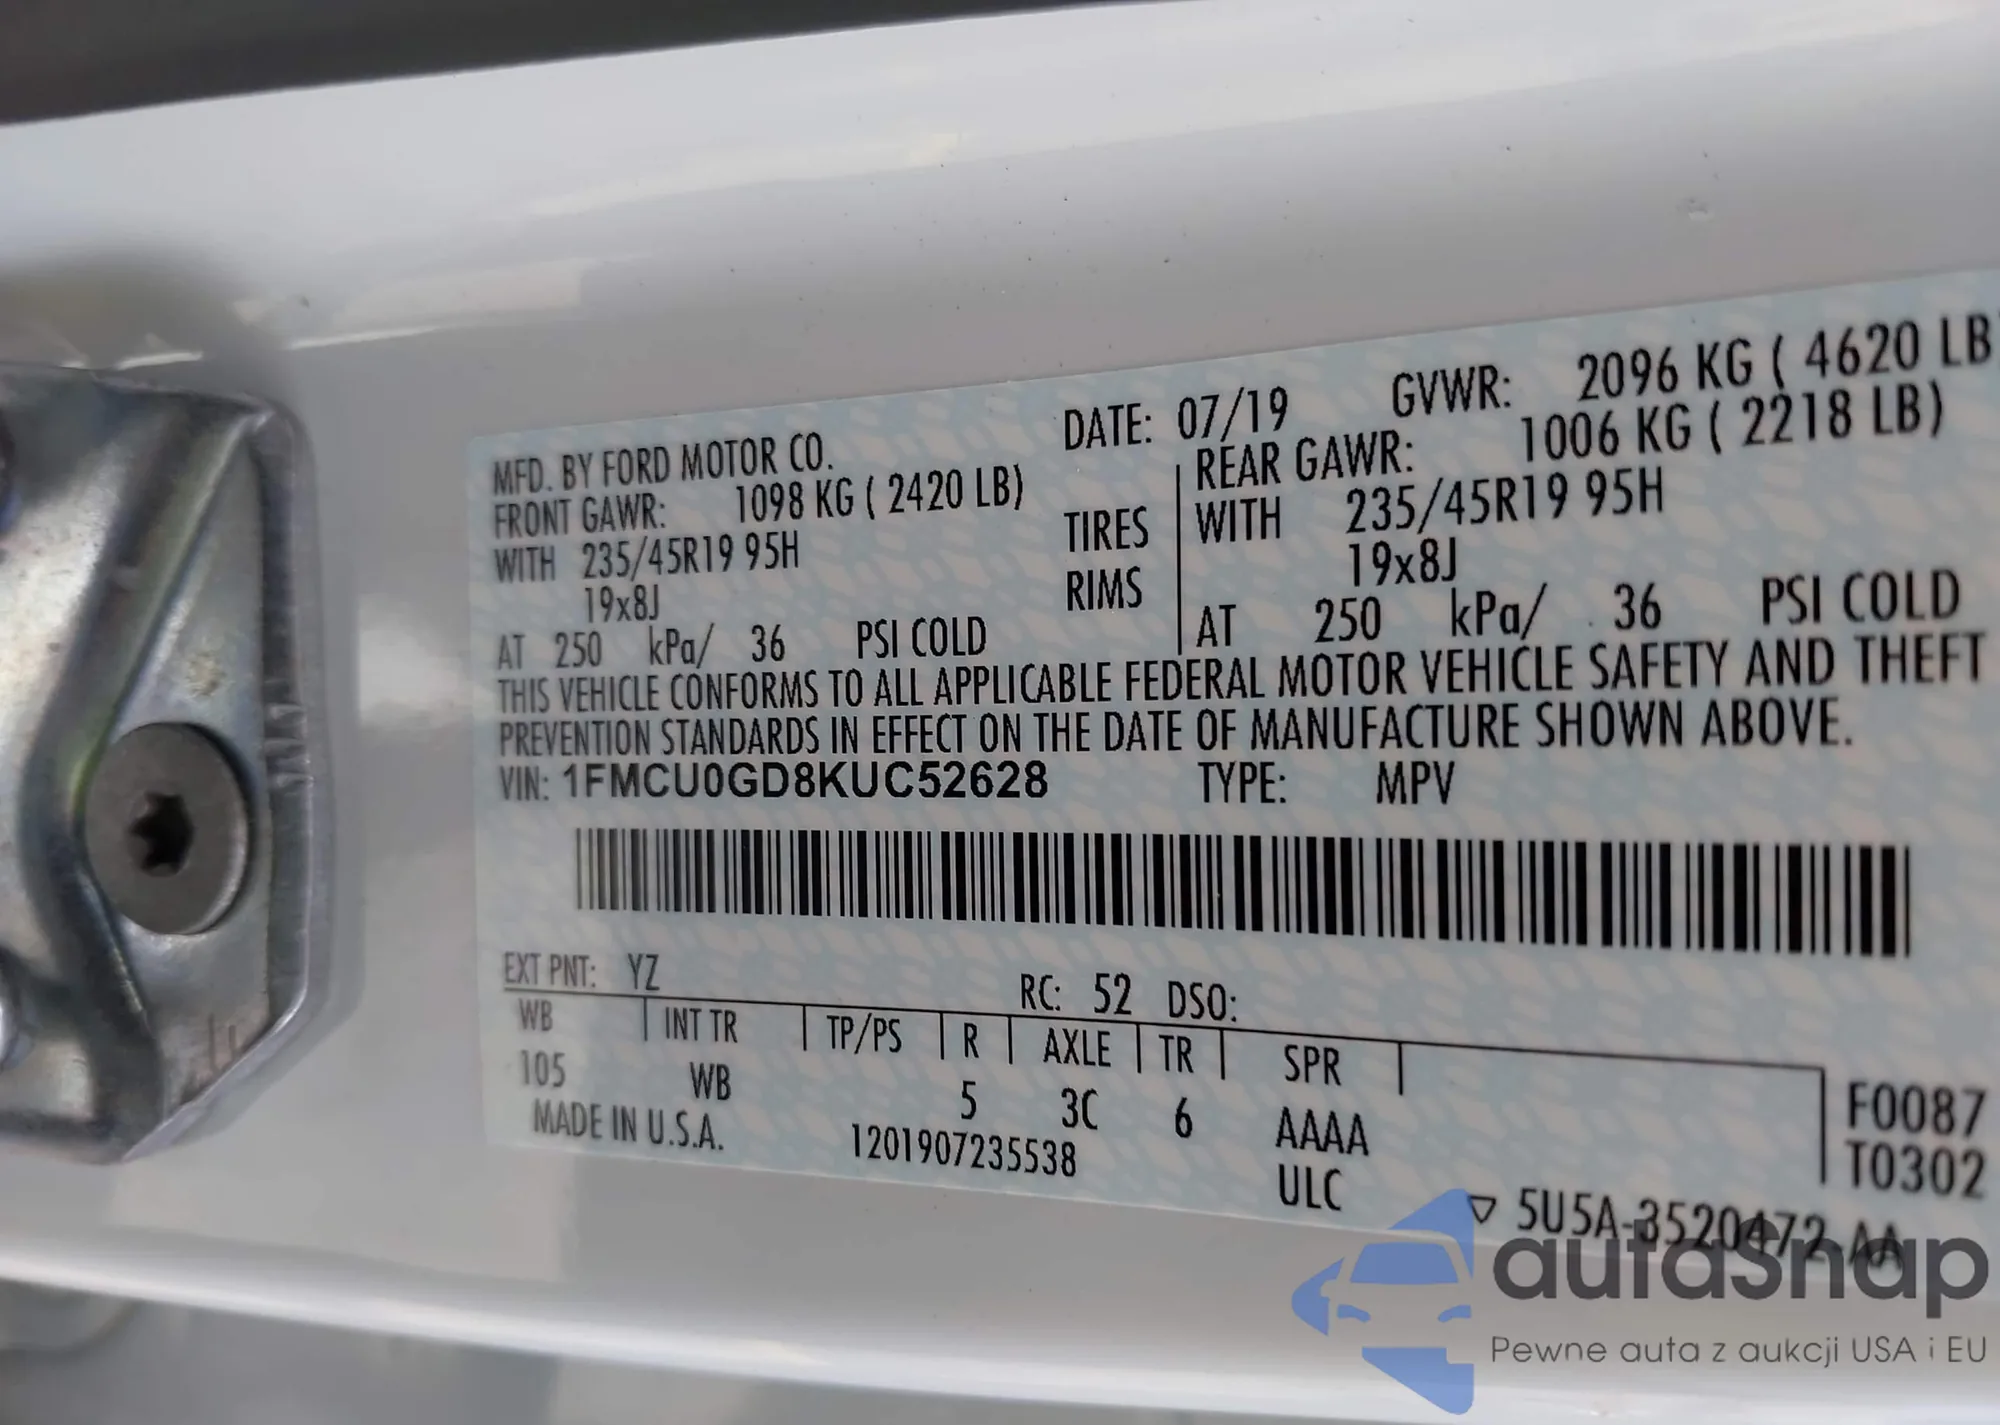 MFD. BY FORD MOTOR CO. DATE: 07/19 GVWR: 2096 KG ( 4620 LB)
FRONT GAWR: 1098 KG ( 2420 LB) REAR GAWR: 1006 KG ( 2218 LB)
WITH 235/45R19 95H TIRES WITH 235/45R19 95H
19x8J RIMS 19x8J
AT 250 kPa/ 36 PSI COLD AT 250 kPa/ 36 PSI COLD
THIS VEHICLE CONFORMS TO ALL APPLICABLE FEDERAL MOTOR VEHICLE SAFETY AND THEFT
PREVENTION STANDARDS IN EFFECT ON THE DATE OF MANUFACTURE SHOWN ABOVE.
VIN: 1FMCU0GD8KUC52628 TYPE: MPV
EXT PNT: YZ RC: 52 DSO:
WB INT TR TP/PS R AXLE TR SPR
105 WB 5 3C 6 AAAA F0087
MADE IN U.S.A. 1201907235538 ULC T0302
▽ 5U5A-3520472-AA
autaSnap
Pewne auta z aukcji USA i EU